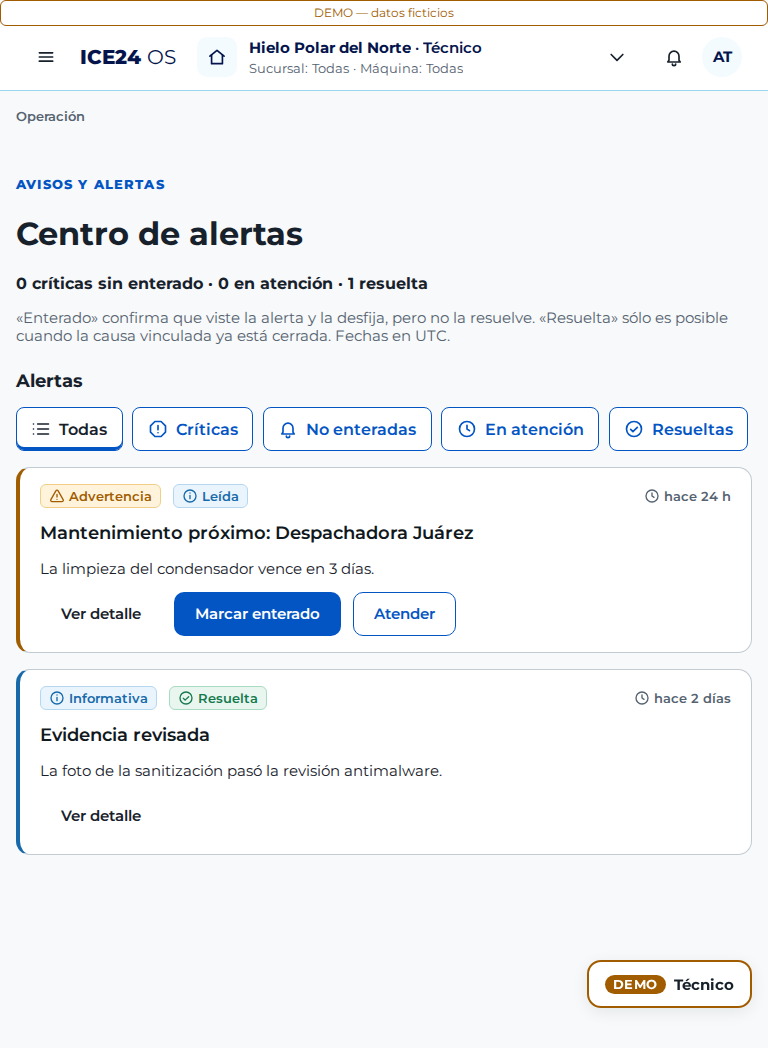 DEMO — datos ficticios
ICE24 OS
Hielo Polar del Norte · Técnico
Sucursal: Todas · Máquina: Todas
AT
Operación
AVISOS Y ALERTAS
Centro de alertas
0 críticas sin enterado · 0 en atención · 1 resuelta
«Enterado» confirma que viste la alerta y la desfija, pero no la resuelve. «Resuelta» sólo es posible
cuando la causa vinculada ya está cerrada. Fechas en UTC.
Alertas
Todas Críticas No enteradas En atención Resueltas
Advertencia Leída hace 24 h
Mantenimiento próximo: Despachadora Juárez
La limpieza del condensador vence en 3 días.
Ver detalle Marcar enterado Atender
Informativa Resuelta hace 2 días
Evidencia revisada
La foto de la sanitización pasó la revisión antimalware.
Ver detalle
DEMO Técnico